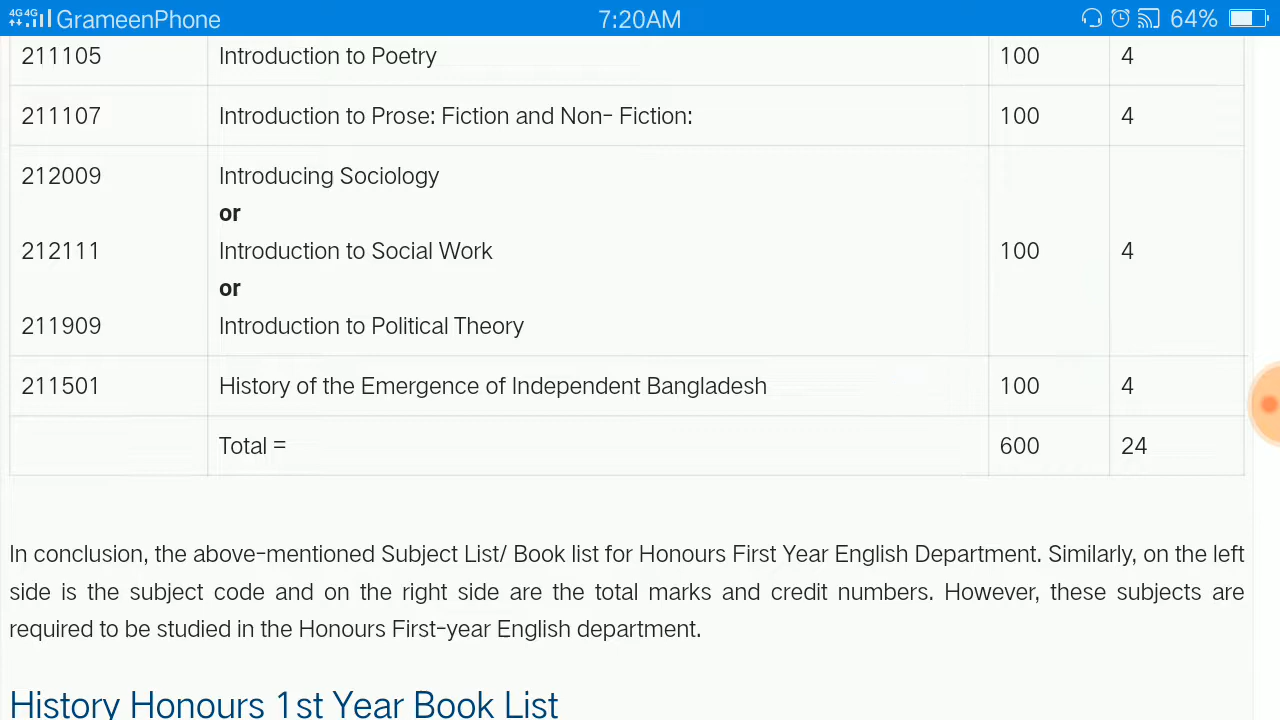 4G4G GrameenPhone 7:20AM 64%
211105 Introduction to Poetry 100 4
211107 Introduction to Prose: Fiction and Non- Fiction: 100 4
212009 Introducing Sociology
or
212111 Introduction to Social Work 100 4
or
211909 Introduction to Political Theory
211501 History of the Emergence of Independent Bangladesh 100 4
Total = 600 24
In conclusion, the above-mentioned Subject List/ Book list for Honours First Year English Department. Similarly, on the left
side is the subject code and on the right side are the total marks and credit numbers. However, these subjects are
required to be studied in the Honours First-year English department.
History Honours 1st Year Book List